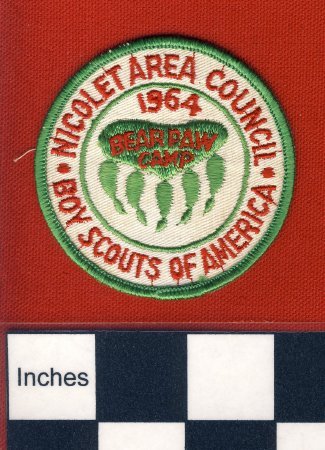 NICOLET AREA COUNCIL
1964
BEAR PAW
CAMP
BOY SCOUTS OF AMERICA
Inches